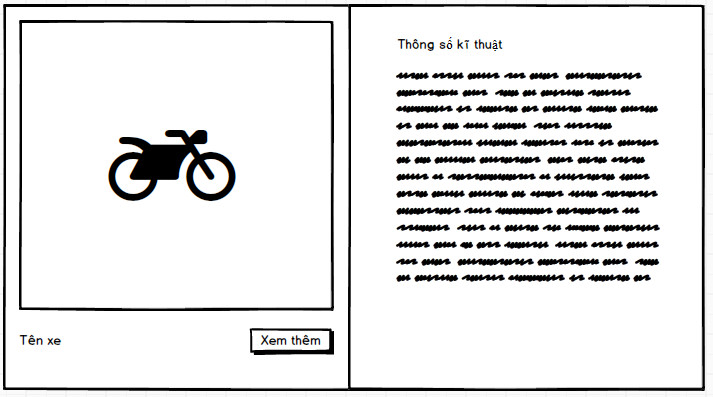 Thông số kĩ thuật
Tên xe
Xem thêm